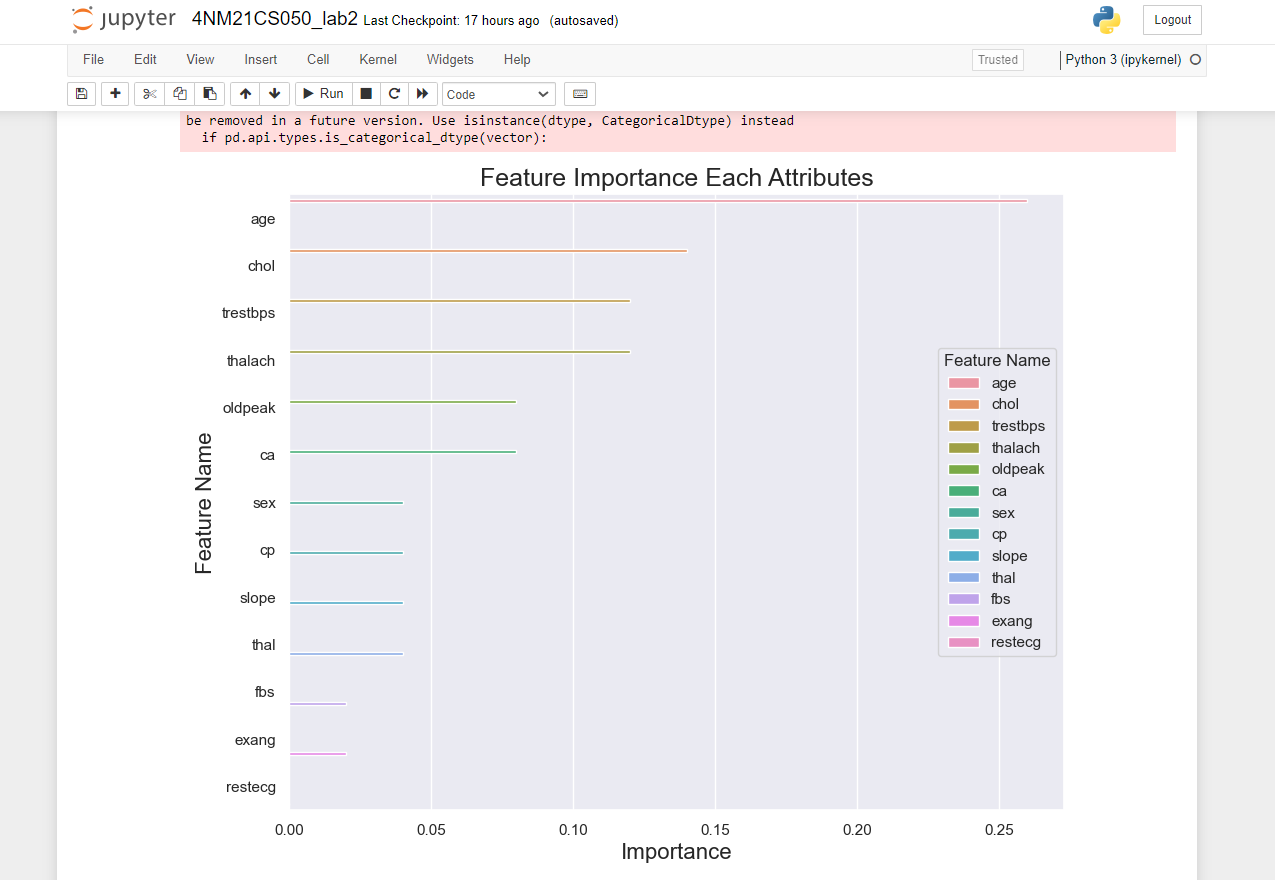 jupyter 4NM21CS050_lab2 Last Checkpoint: 17 hours ago (autosaved)
Logout
File Edit View Insert Cell Kernel Widgets Help
Trusted
Python 3 (ipykernel)
Run
Code
be removed in a future version. Use isinstance(dtype, CategoricalDtype) instead
if pd.api.types.is_categorical_dtype(vector):
Feature Importance Each Attributes
Feature Name
age
chol
trestbps
thalach
oldpeak
ca
sex
cp
slope
thal
fbs
exang
restecg
Feature Name
age
chol
trestbps
thalach
oldpeak
ca
sex
cp
slope
thal
fbs
exang
restecg
0.00 0.05 0.10 0.15 0.20 0.25
Importance